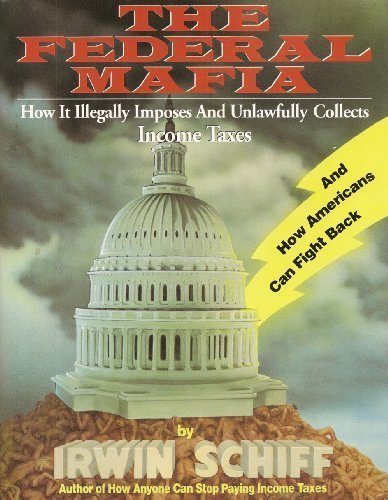 THE
FEDERAL
MAFIA
How It Illegally Imposes And Unlawfully Collects
Income Taxes
And
How Americans
Can Fight Back
by
IRWIN SCHIFF
Author of How Anyone Can Stop Paying Income Taxes